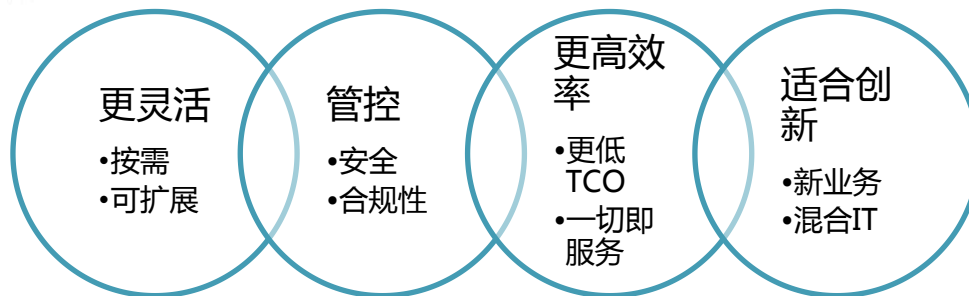 更灵活
•按需
•可扩展
管控
•安全
•合规性
更高效
率
•更低
TCO
•一切即
服务
适合创
新
•新业务
•混合IT